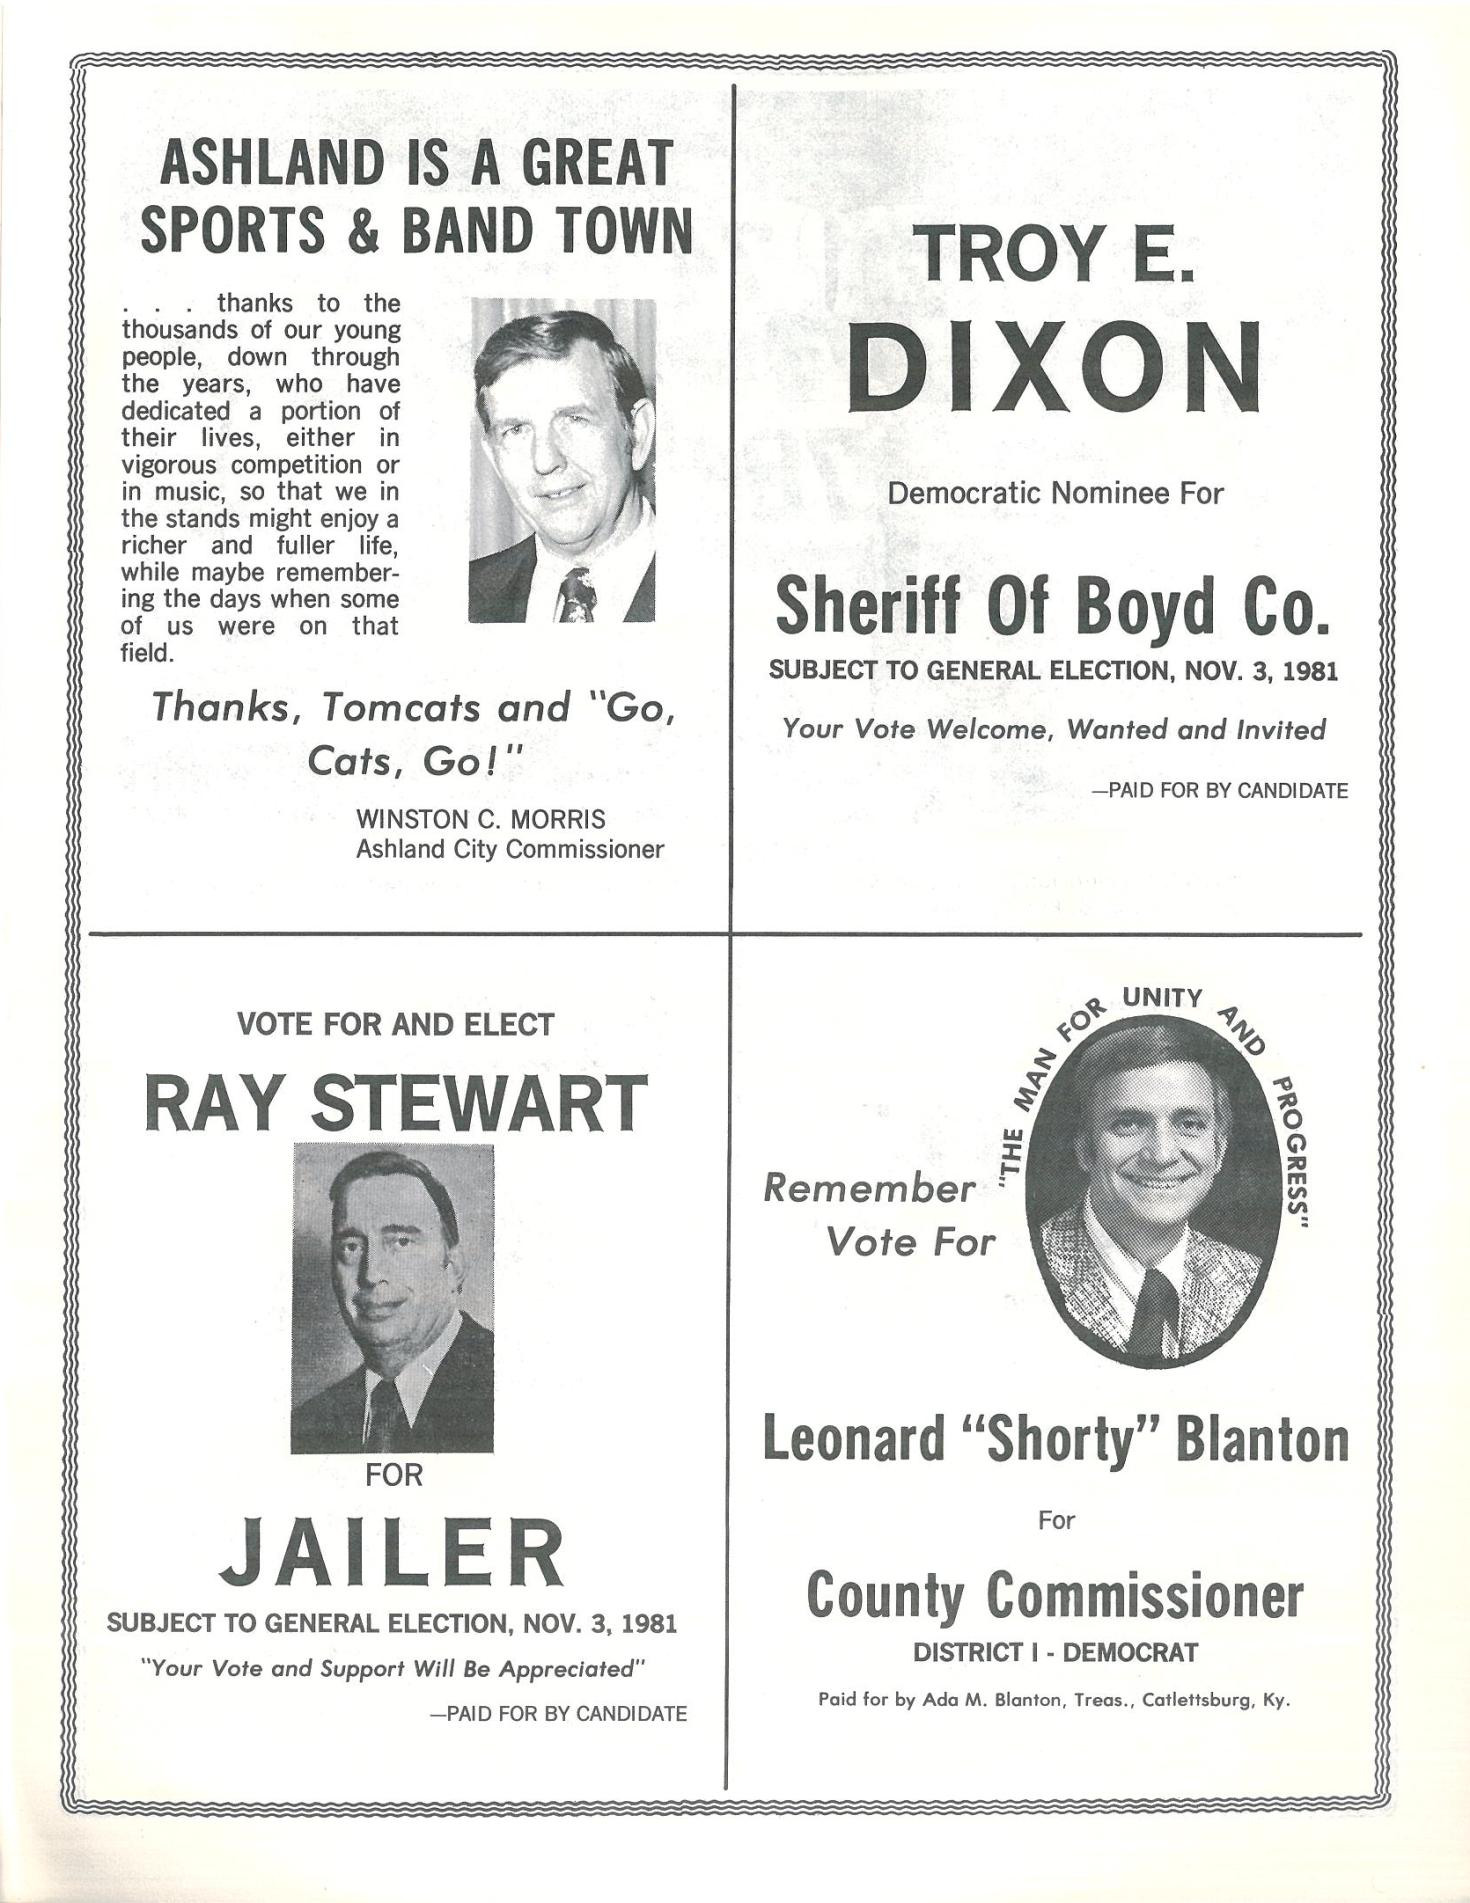 ASHLAND IS A GREAT
SPORTS & BAND TOWN
. . . thanks to the
thousands of our young
people, down through
the years, who have
dedicated a portion of
their lives, either in
vigorous competition or
in music, so that we in
the stands might enjoy a
richer and fuller life,
while maybe remember-
ing the days when some
of us were on that
field.
Thanks, Tomcats and "Go,
Cats, Go!"
WINSTON C. MORRIS
Ashland City Commissioner
TROY E.
DIXON
Democratic Nominee For
Sheriff Of Boyd Co.
SUBJECT TO GENERAL ELECTION, NOV. 3, 1981
Your Vote Welcome, Wanted and Invited
—PAID FOR BY CANDIDATE
VOTE FOR AND ELECT
RAY STEWART
FOR
JAILER
SUBJECT TO GENERAL ELECTION, NOV. 3, 1981
"Your Vote and Support Will Be Appreciated"
—PAID FOR BY CANDIDATE
"THE MAN FOR UNITY AND PROGRESS"
Remember
Vote For
Leonard "Shorty" Blanton
For
County Commissioner
DISTRICT I - DEMOCRAT
Paid for by Ada M. Blanton, Treas., Catlettsburg, Ky.